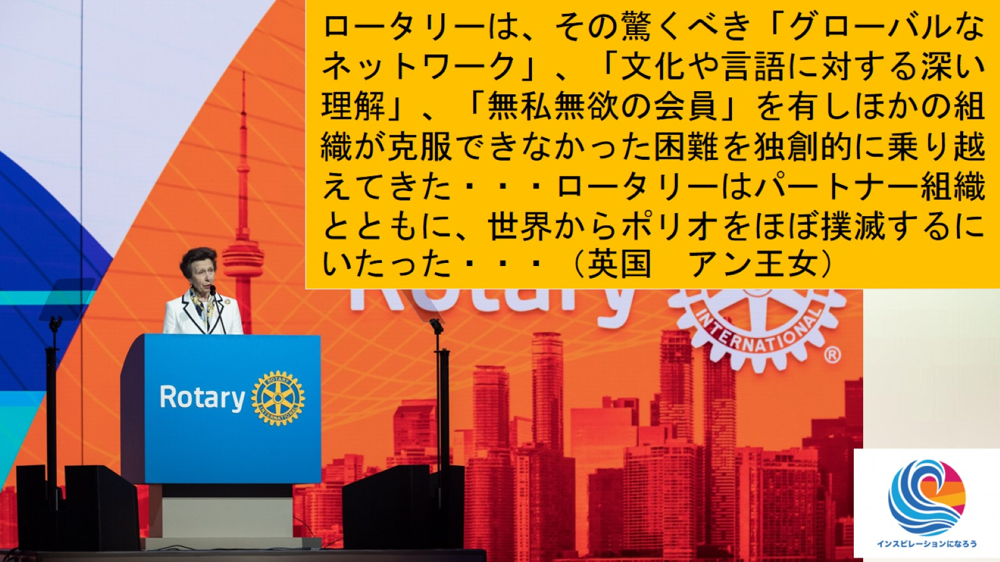 ロータリーは、その驚くべき「グローバルな
ネットワーク」、「文化や言語に対する深い
理解」、「無私無欲の会員」を有しほかの組
織が克服できなかった困難を独創的に乗り越
えてきた・・・ロータリーはパートナー組織
とともに、世界からポリオをほぼ撲滅するに
いたった・・・（英国　アン王女）
Rotary
INTERNATIONAL
®
Rotary
ROTARY
INTERNATIONAL
インスピレーションになろう